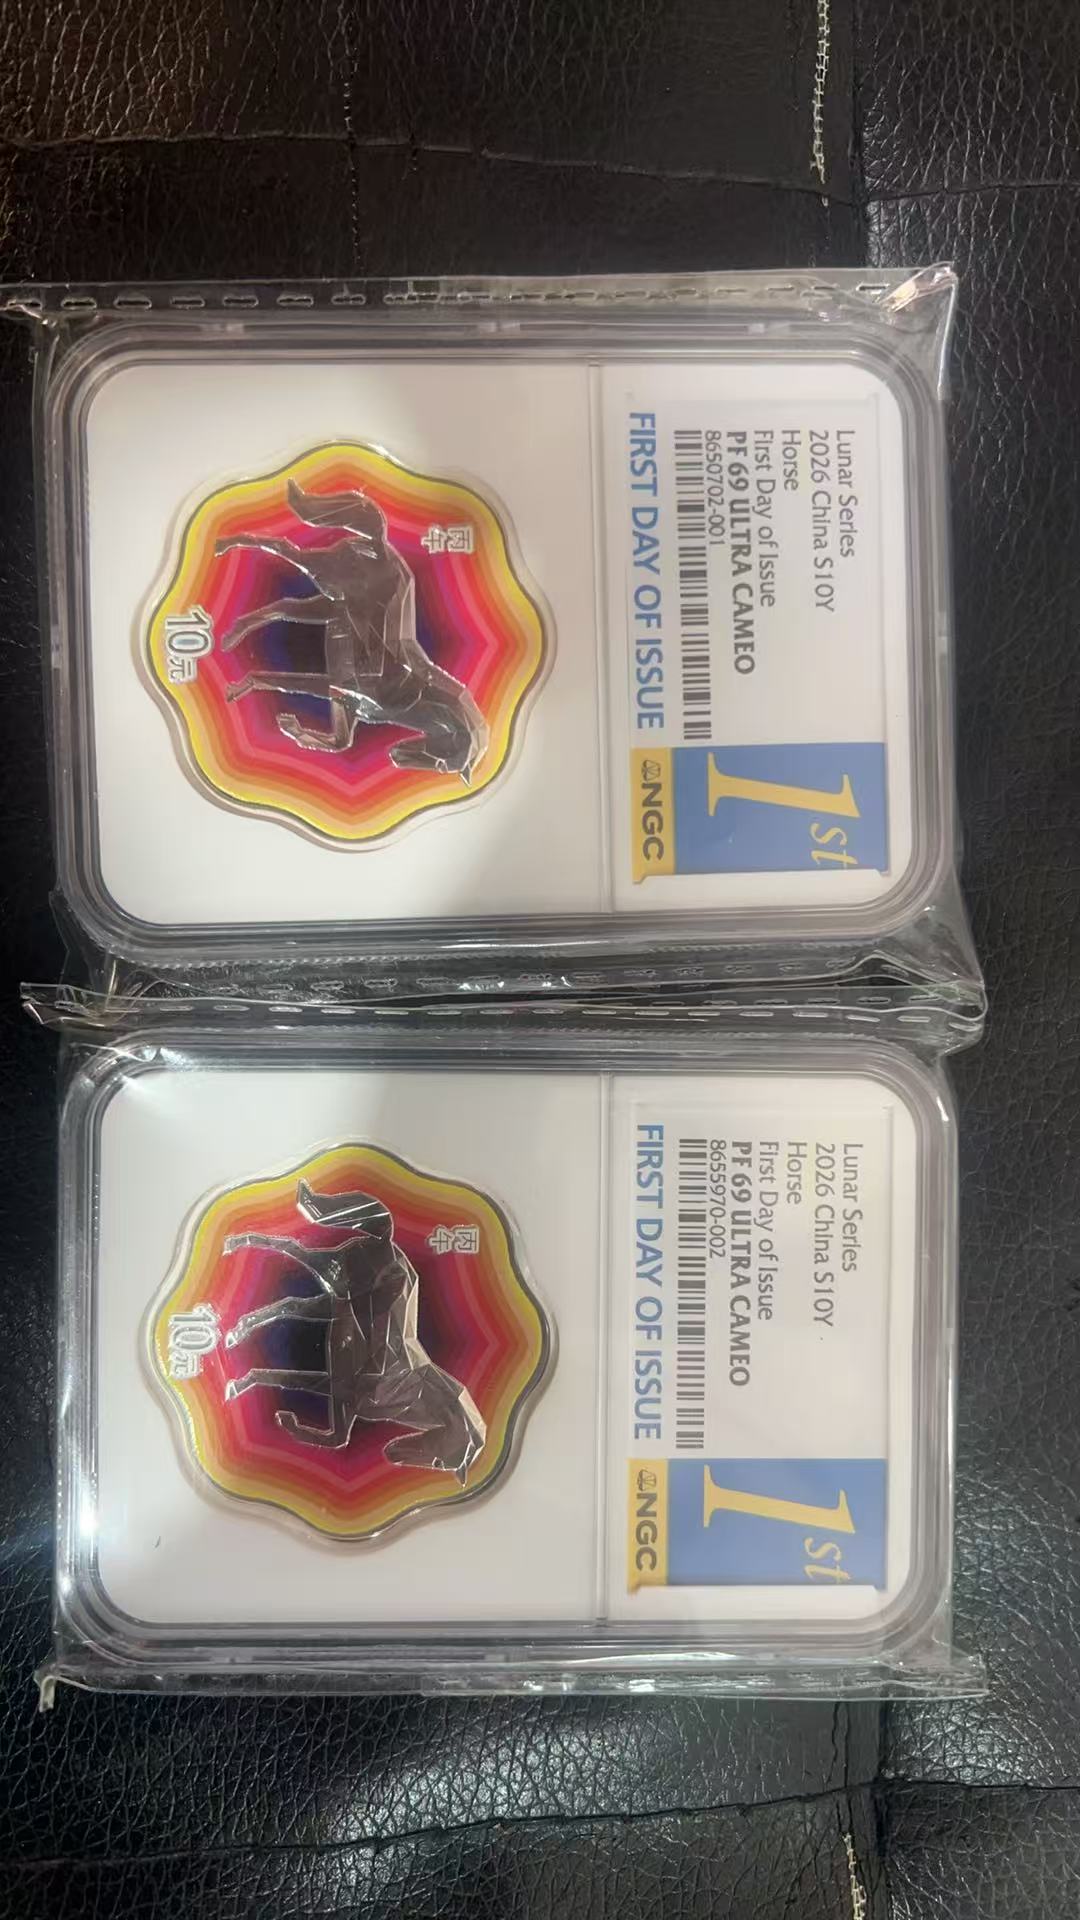 Lunar Series
2026 China S10Y
Horse
First Day of Issue
PF 69 ULTRA CAMEO
8650702-001
FIRST DAY OF ISSUE
1st
NGC
丙午
10元
Lunar Series
2026 China S10Y
Horse
First Day of Issue
PF 69 ULTRA CAMEO
8655970-002
FIRST DAY OF ISSUE
1st
NGC
丙午
10元